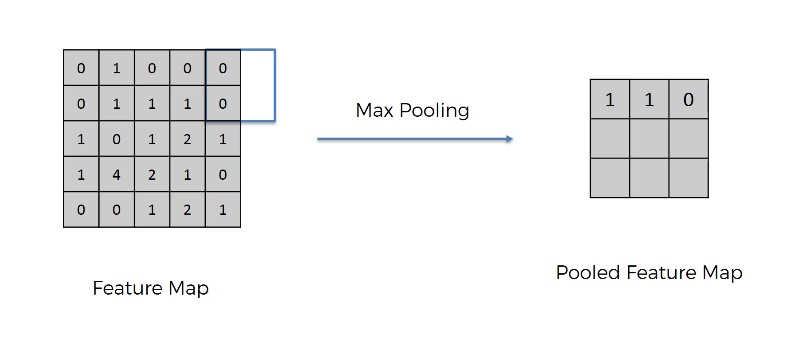 0 1 0 0 0
0 1 1 1 0
1 0 1 2 1
1 4 2 1 0
0 0 1 2 1
Feature Map
Max Pooling
1 1 0
Pooled Feature Map